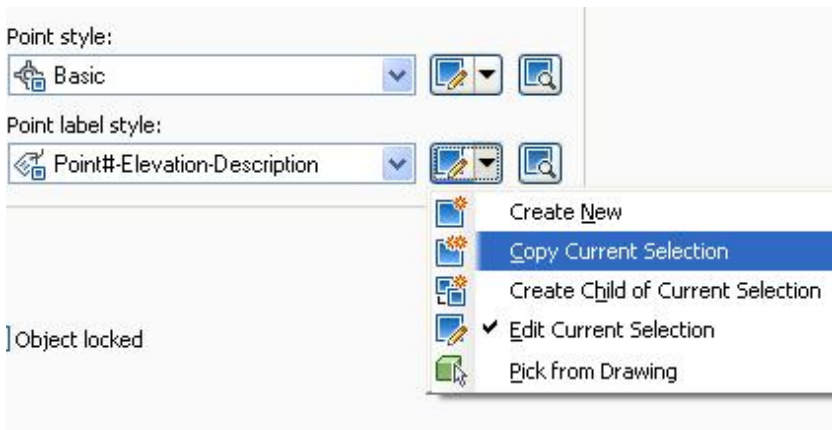 Point style:
Basic
Point label style:
Point#-Elevation-Description
Create New
Copy Current Selection
Create Child of Current Selection
Object locked
Edit Current Selection
Pick from Drawing